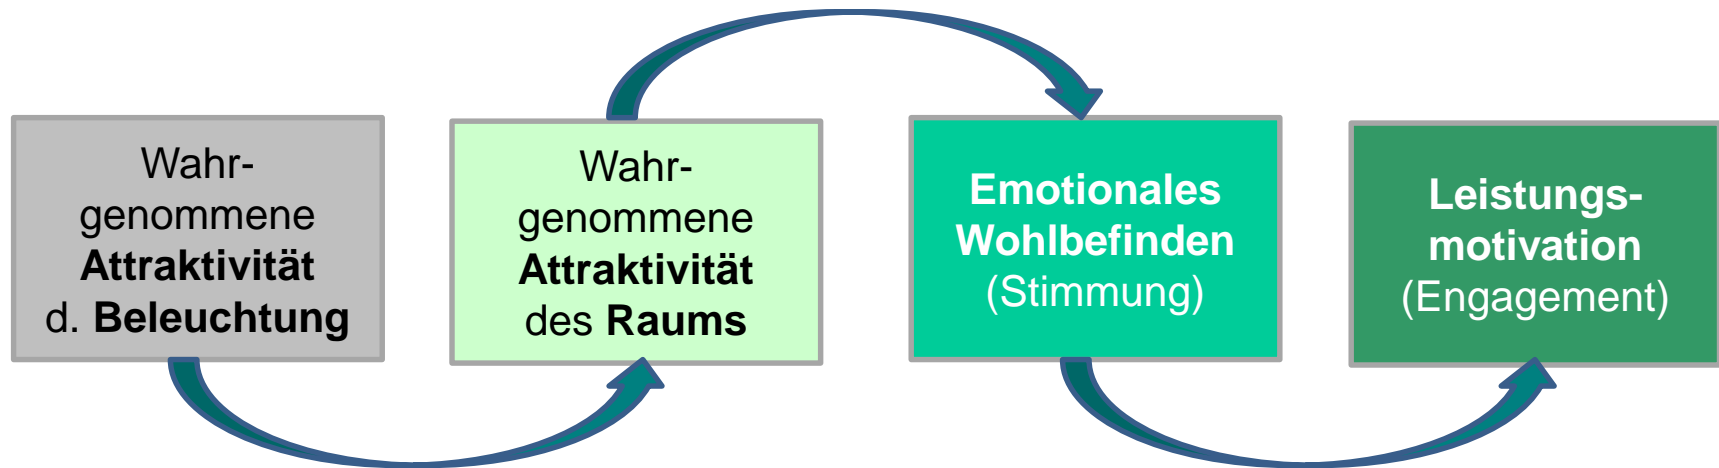 Wahr-
genommene
Attraktivität
d. Beleuchtung
Wahr-
genommene
Attraktivität
des Raums
Emotionales
Wohlbefinden
(Stimmung)
Leistungs-
motivation
(Engagement)